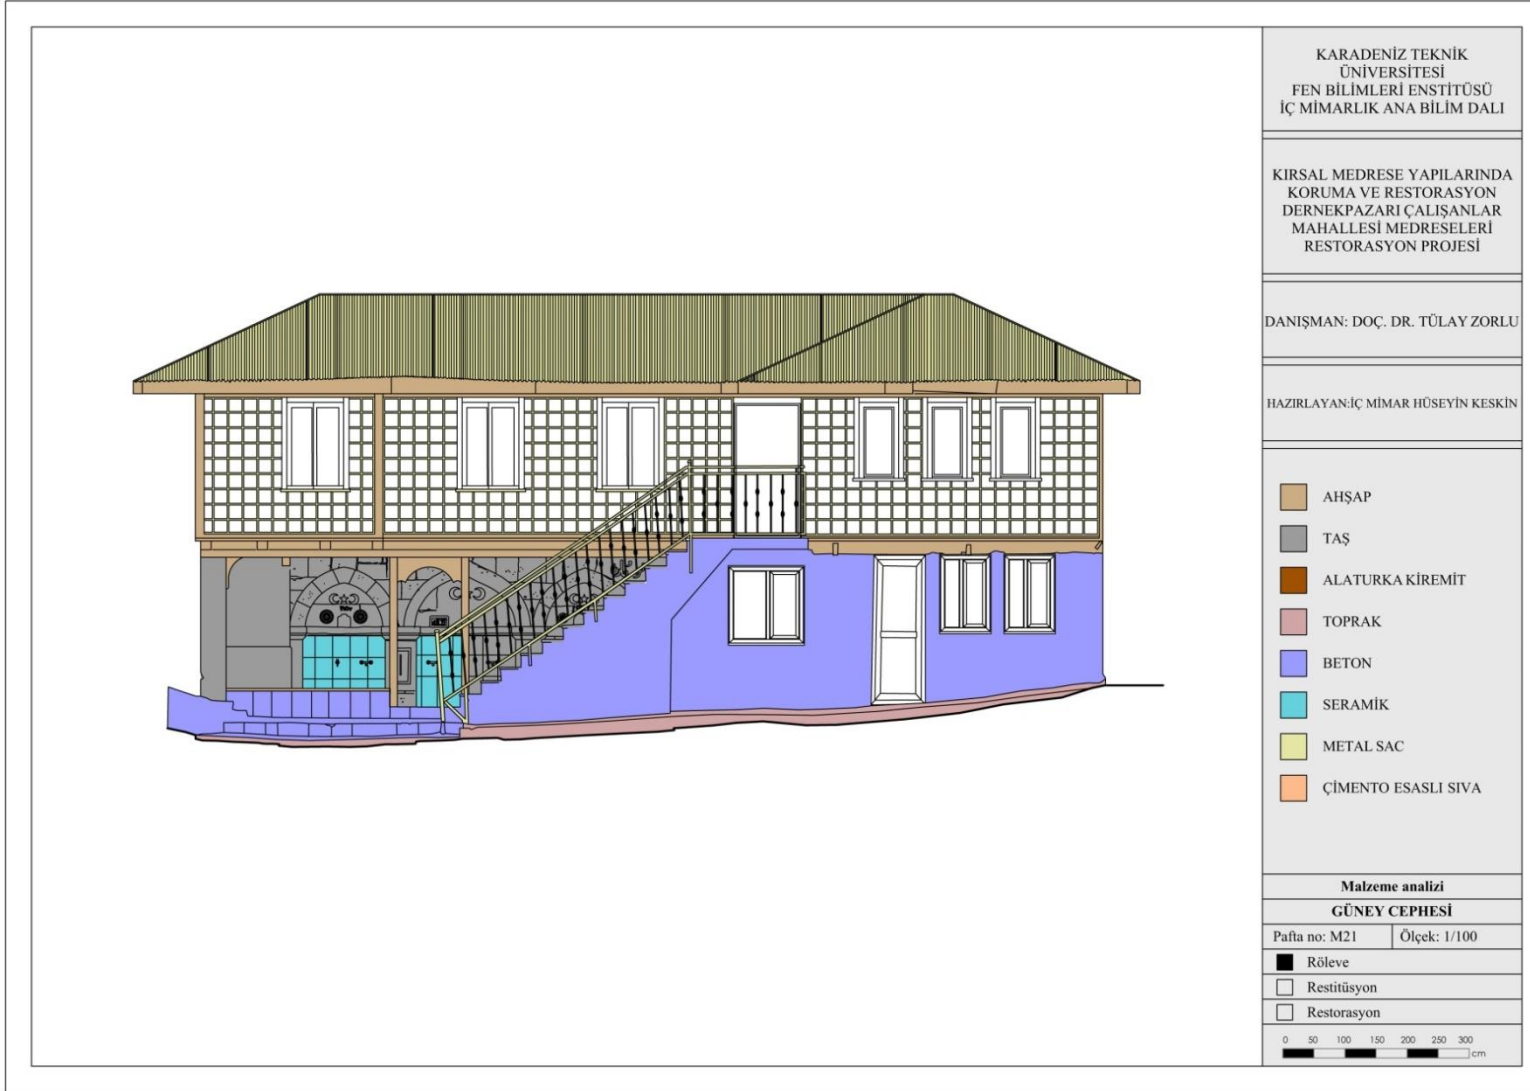 KARADENİZ TEKNİK
ÜNİVERSİTESİ
FEN BİLİMLERİ ENSTİTÜSÜ
İÇ MİMARLIK ANA BİLİM DALI
KIRSAL MEDRESE YAPILARINDA
KORUMA VE RESTORASYON
DERNEKPAZARI ÇALIŞANLAR
MAHALLESİ MEDRESELERİ
RESTORASYON PROJESİ
DANIŞMAN: DOÇ. DR. TÜLAY ZORLU
HAZIRLAYAN:İÇ MİMAR HÜSEYİN KESKİN
AHŞAP
TAŞ
ALATURKA KİREMİT
TOPRAK
BETON
SERAMİK
METAL SAC
ÇİMENTO ESASLI SIVA
Malzeme analizi
GÜNEY CEPHESİ
Pafta no: M21 Ölçek: 1/100
Röleve
Restitüsyon
Restorasyon
0 50 100 150 200 250 300
cm